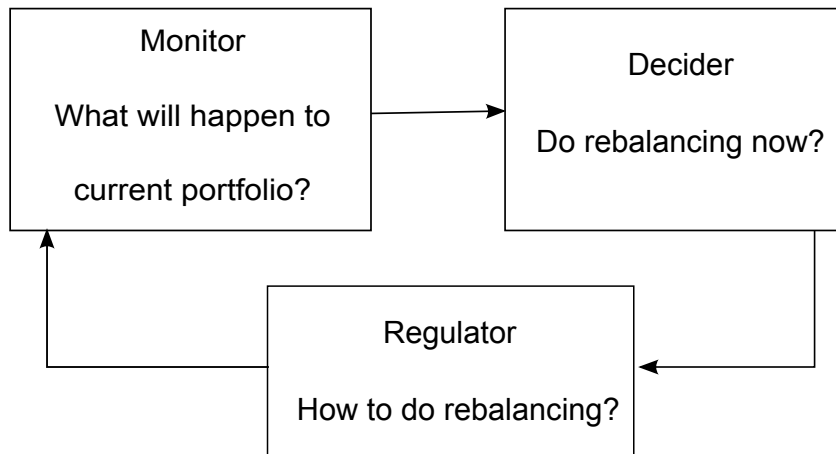 Monitor
What will happen to
current portfolio?
Decider
Do rebalancing now?
Regulator
How to do rebalancing?